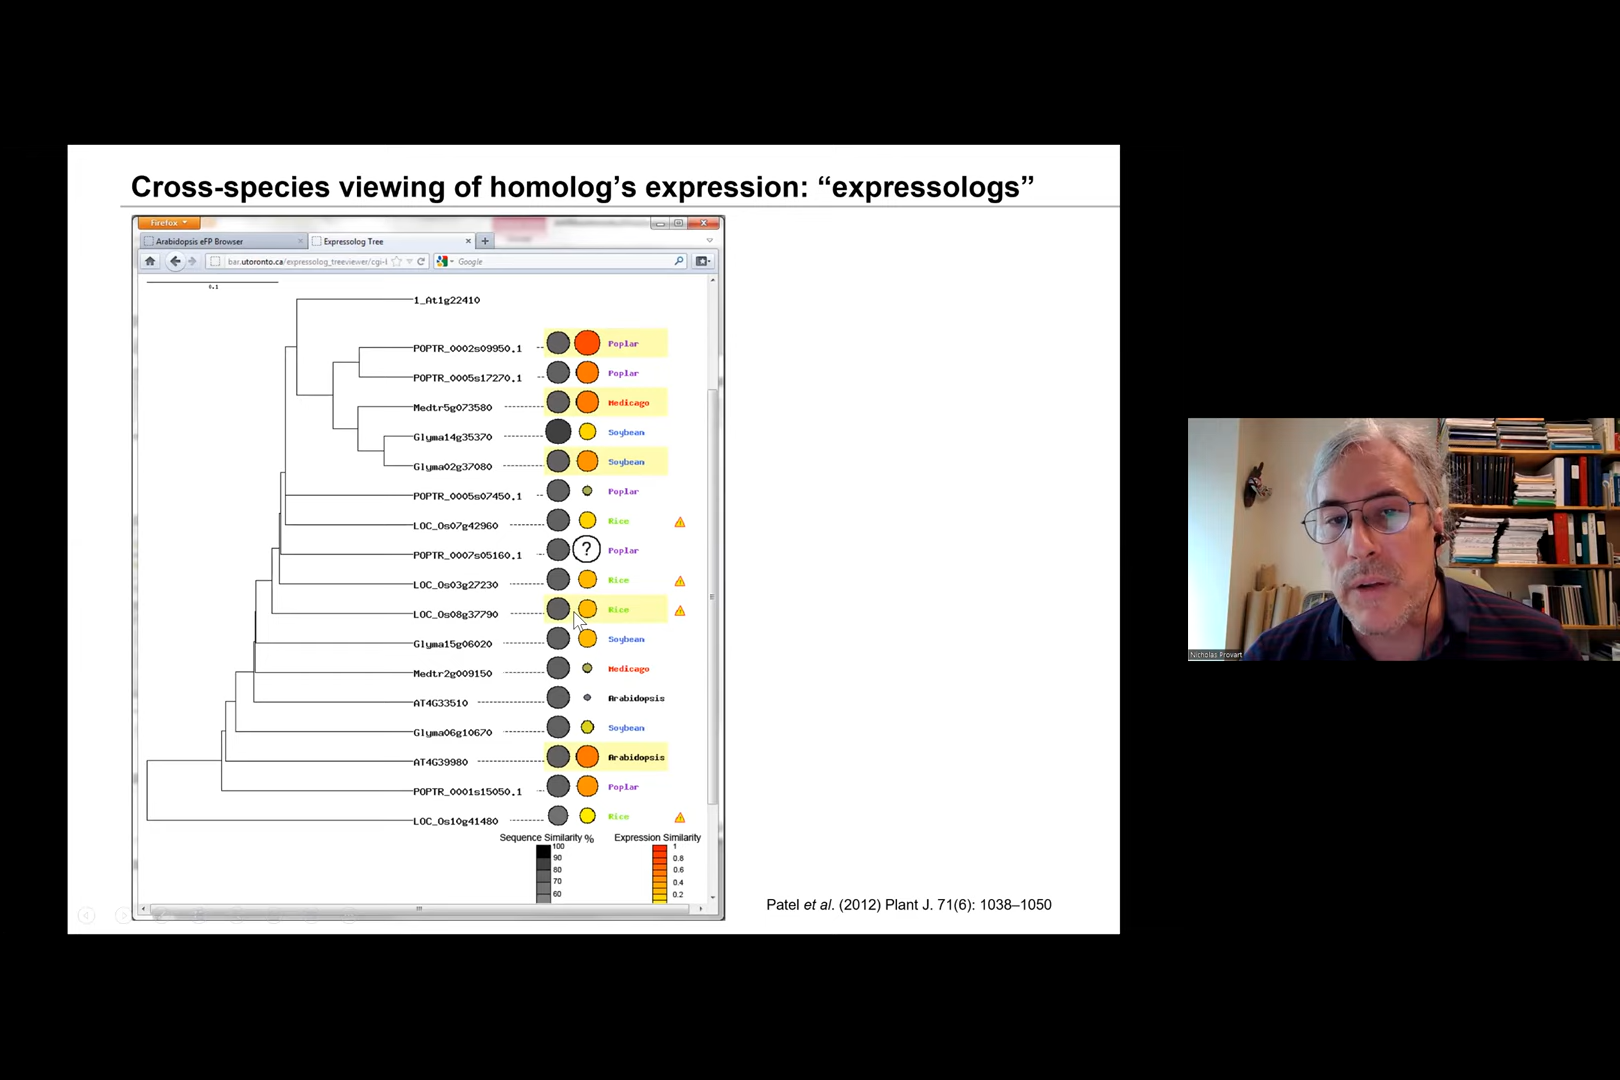 Cross-species viewing of homolog’s expression: “expressologs”
Firefox
Arabidopsis eFP Browser
Expressolog Tree
bar.utoronto.ca/expressolog_treeviewer/cgi-l
Google
0.1
1_At1g22410
POPTR_0002s09950.1 Poplar
POPTR_0005s17270.1 Poplar
Medtr5g073580 Medicago
Glyma14g35370 Soybean
Glyma02g37080 Soybean
POPTR_0005s07450.1 Poplar
LOC_Os07g42960 Rice
POPTR_0007s05160.1 ? Poplar
LOC_Os03g27230 Rice
LOC_Os08g37790 Rice
Glyma15g06020 Soybean
Medtr2g009150 Medicago
AT4G33510 Arabidopsis
Glyma06g10670 Soybean
AT4G39980 Arabidopsis
POPTR_0001s15050.1 Poplar
LOC_Os10g41480 Rice
Sequence Similarity %
100
90
80
70
60
Expression Similarity
1
0.8
0.6
0.4
0.2
Patel et al. (2012) Plant J. 71(6): 1038–1050
Nicholas Provart